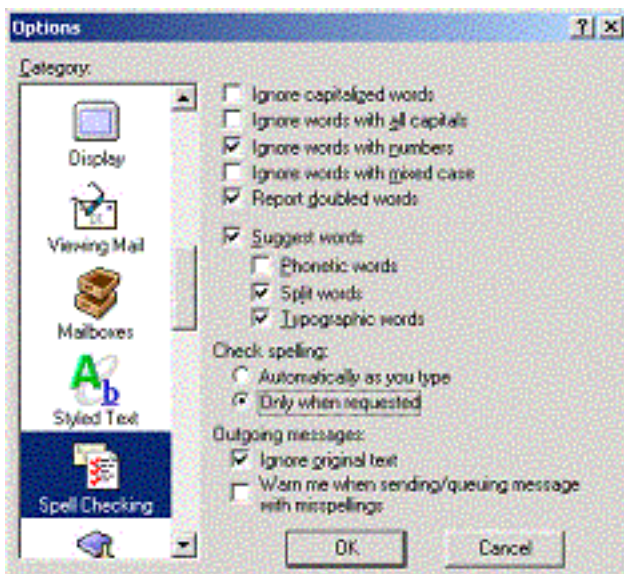 Options
Category:
Display
Viewing Mail
Mailboxes
Styled Text
Spell Checking
Ignore capitalized words
Ignore words with all capitals
Ignore words with numbers
Ignore words with mixed case
Report doubled words
Suggest words
Phonetic words
Split words
Typographic words
Check spelling:
Automatically as you type
Only when requested
Outgoing messages:
Ignore original text
Warn me when sending/queuing message
with misspellings
OK
Cancel